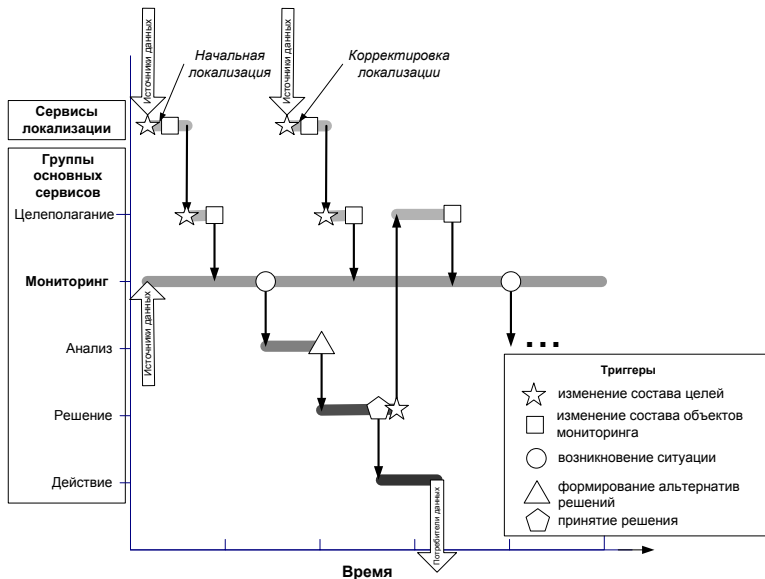 Источники данных
Начальная
локализация
Источники данных
Корректировка
локализации
Сервисы
локализации
Группы
основных
сервисов
Целеполагание
Мониторинг
Источники данных
Анализ
Решение
Действие
Потребители данных
...
Триггеры
изменение состава целей
изменение состава объектов
мониторинга
возникновение ситуации
формирование альтернатив
решений
принятие решения
Время